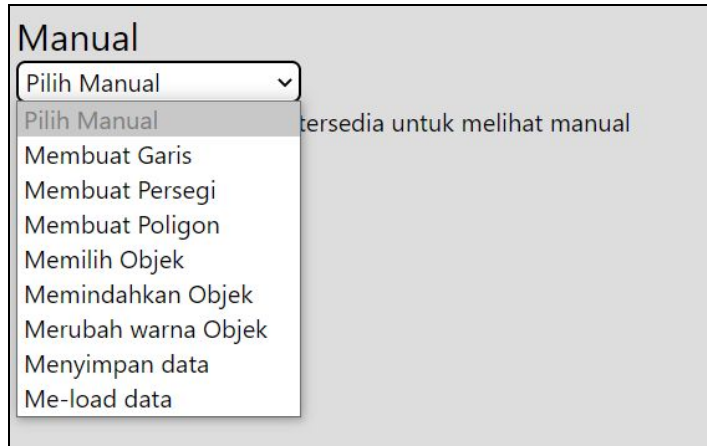 Manual
Pilih Manual
Pilih Manual
tersedia untuk melihat manual
Membuat Garis
Membuat Persegi
Membuat Poligon
Memilih Objek
Memindahkan Objek
Merubah warna Objek
Menyimpan data
Me-load data